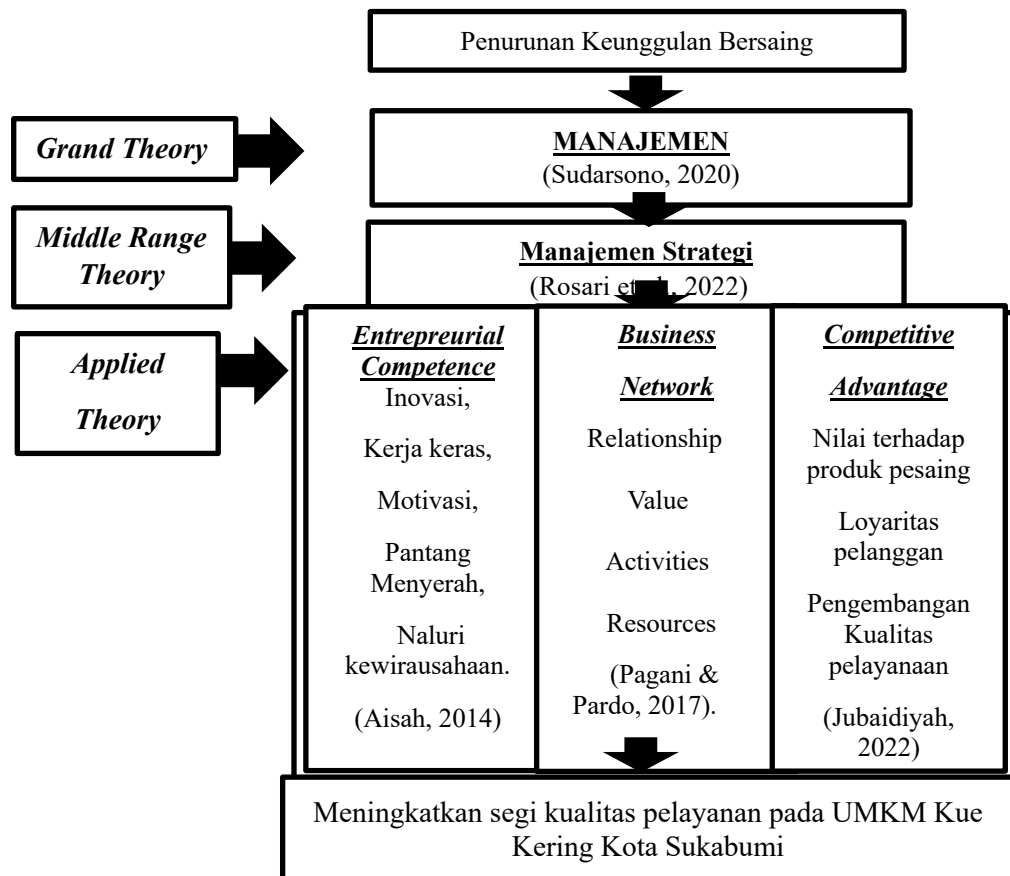 Penurunan Keunggulan Bersaing
Grand Theory
MANAJEMEN
(Sudarsono, 2020)
Middle Range
Theory
Manajemen Strategi
(Rosari et , 2022)
Applied
Theory
Entrepreurial
Competence
Inovasi,
Kerja keras,
Motivasi,
Pantang
Menyerah,
Naluri
kewirausahaan.
(Aisah, 2014)
Business
Network
Relationship
Value
Activities
Resources
(Pagani &
Pardo, 2017).
Competitive
Advantage
Nilai terhadap
produk pesaing
Loyaritas
pelanggan
Pengembangan
Kualitas
pelayanaan
(Jubaidiyah,
2022)
Meningkatkan segi kualitas pelayanan pada UMKM Kue
Kering Kota Sukabumi